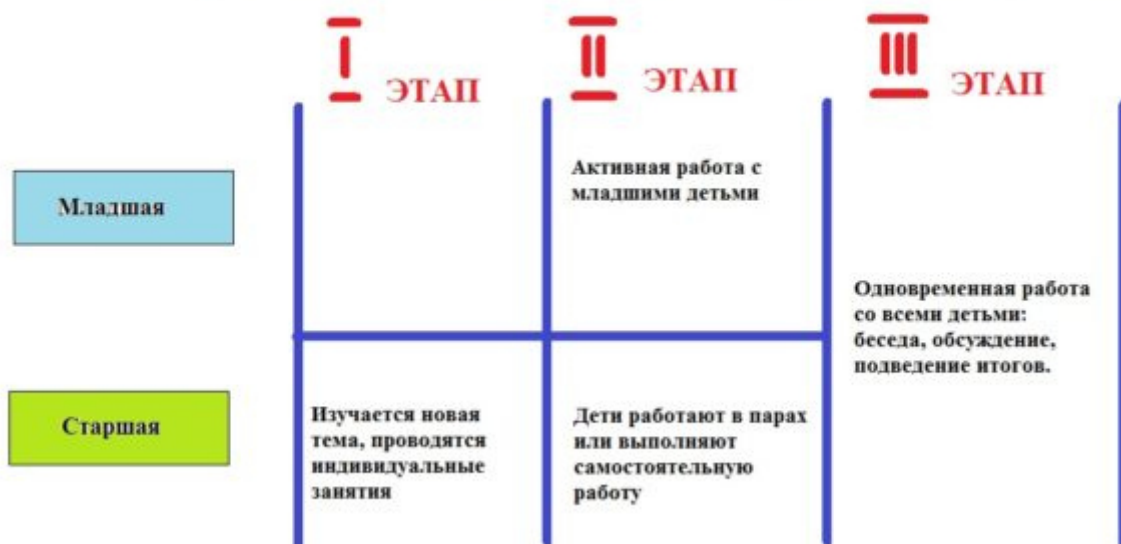 I ЭТАП
II ЭТАП
III ЭТАП
Младшая
Активная работа с
младшими детьми
Одновременная работа
со всеми детьми:
беседа, обсуждение,
подведение итогов.
Старшая
Изучается новая
тема, проводятся
индивидуальные
занятия
Дети работают в парах
или выполняют
самостоятельную
работу